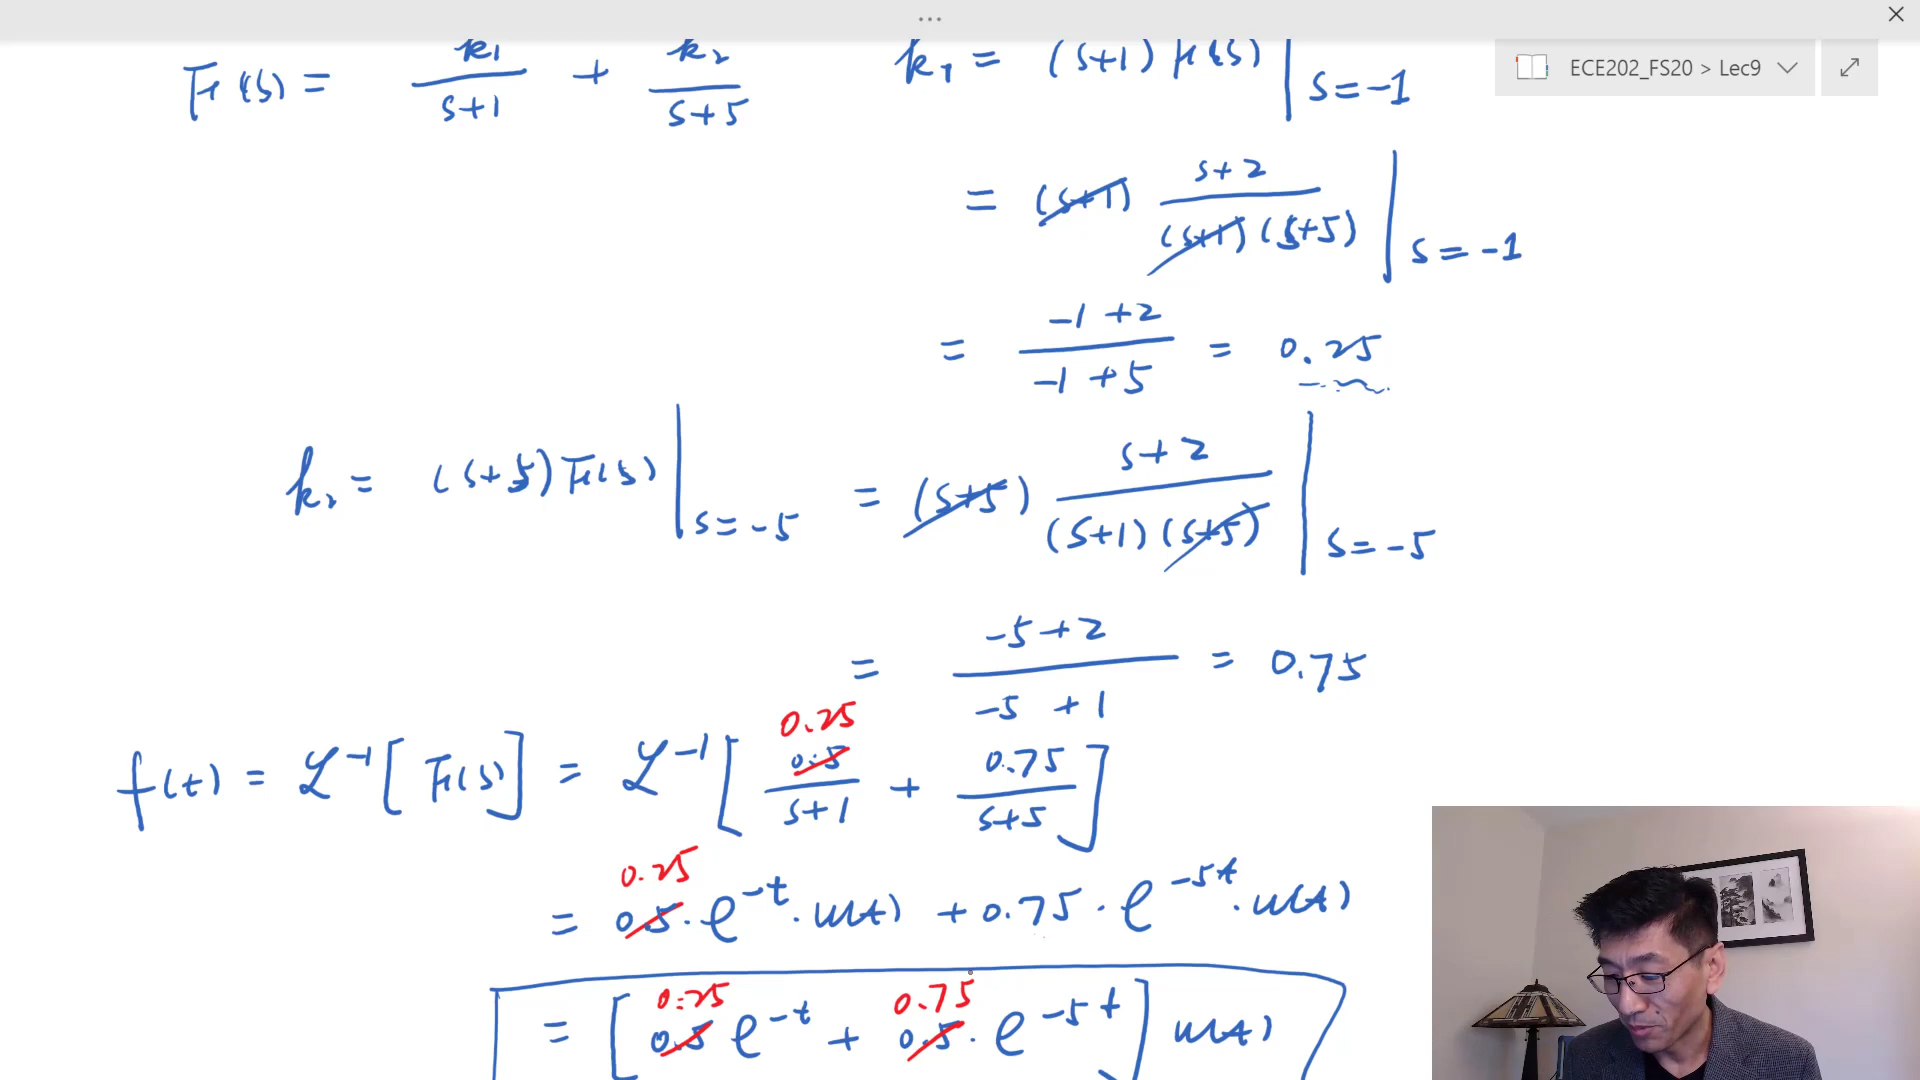 ECE202_FS20 > Lec9
F(s) = k1/(s+1) + k2/(s+5)   k1 = (s+1) F(s) | s=-1
= (s+1) (s+2)/((s+1)(s+5)) | s=-1
= (-1+2)/(-1+5) = 0.25
k2 = (s+5) F(s) | s=-5 = (s+5) (s+2)/((s+1)(s+5)) | s=-5
= (-5+2)/(-5+1) = 0.75
f(t) = ℒ⁻¹[F(s)] = ℒ⁻¹[0.25 0.5/(s+1) + 0.75/(s+5)]
= 0.25 0.5 · e^-t · u(t) + 0.75 · e^-5t · u(t)
= [0.25 0.5 e^-t + 0.75 0.5 · e^-5t] u(t)